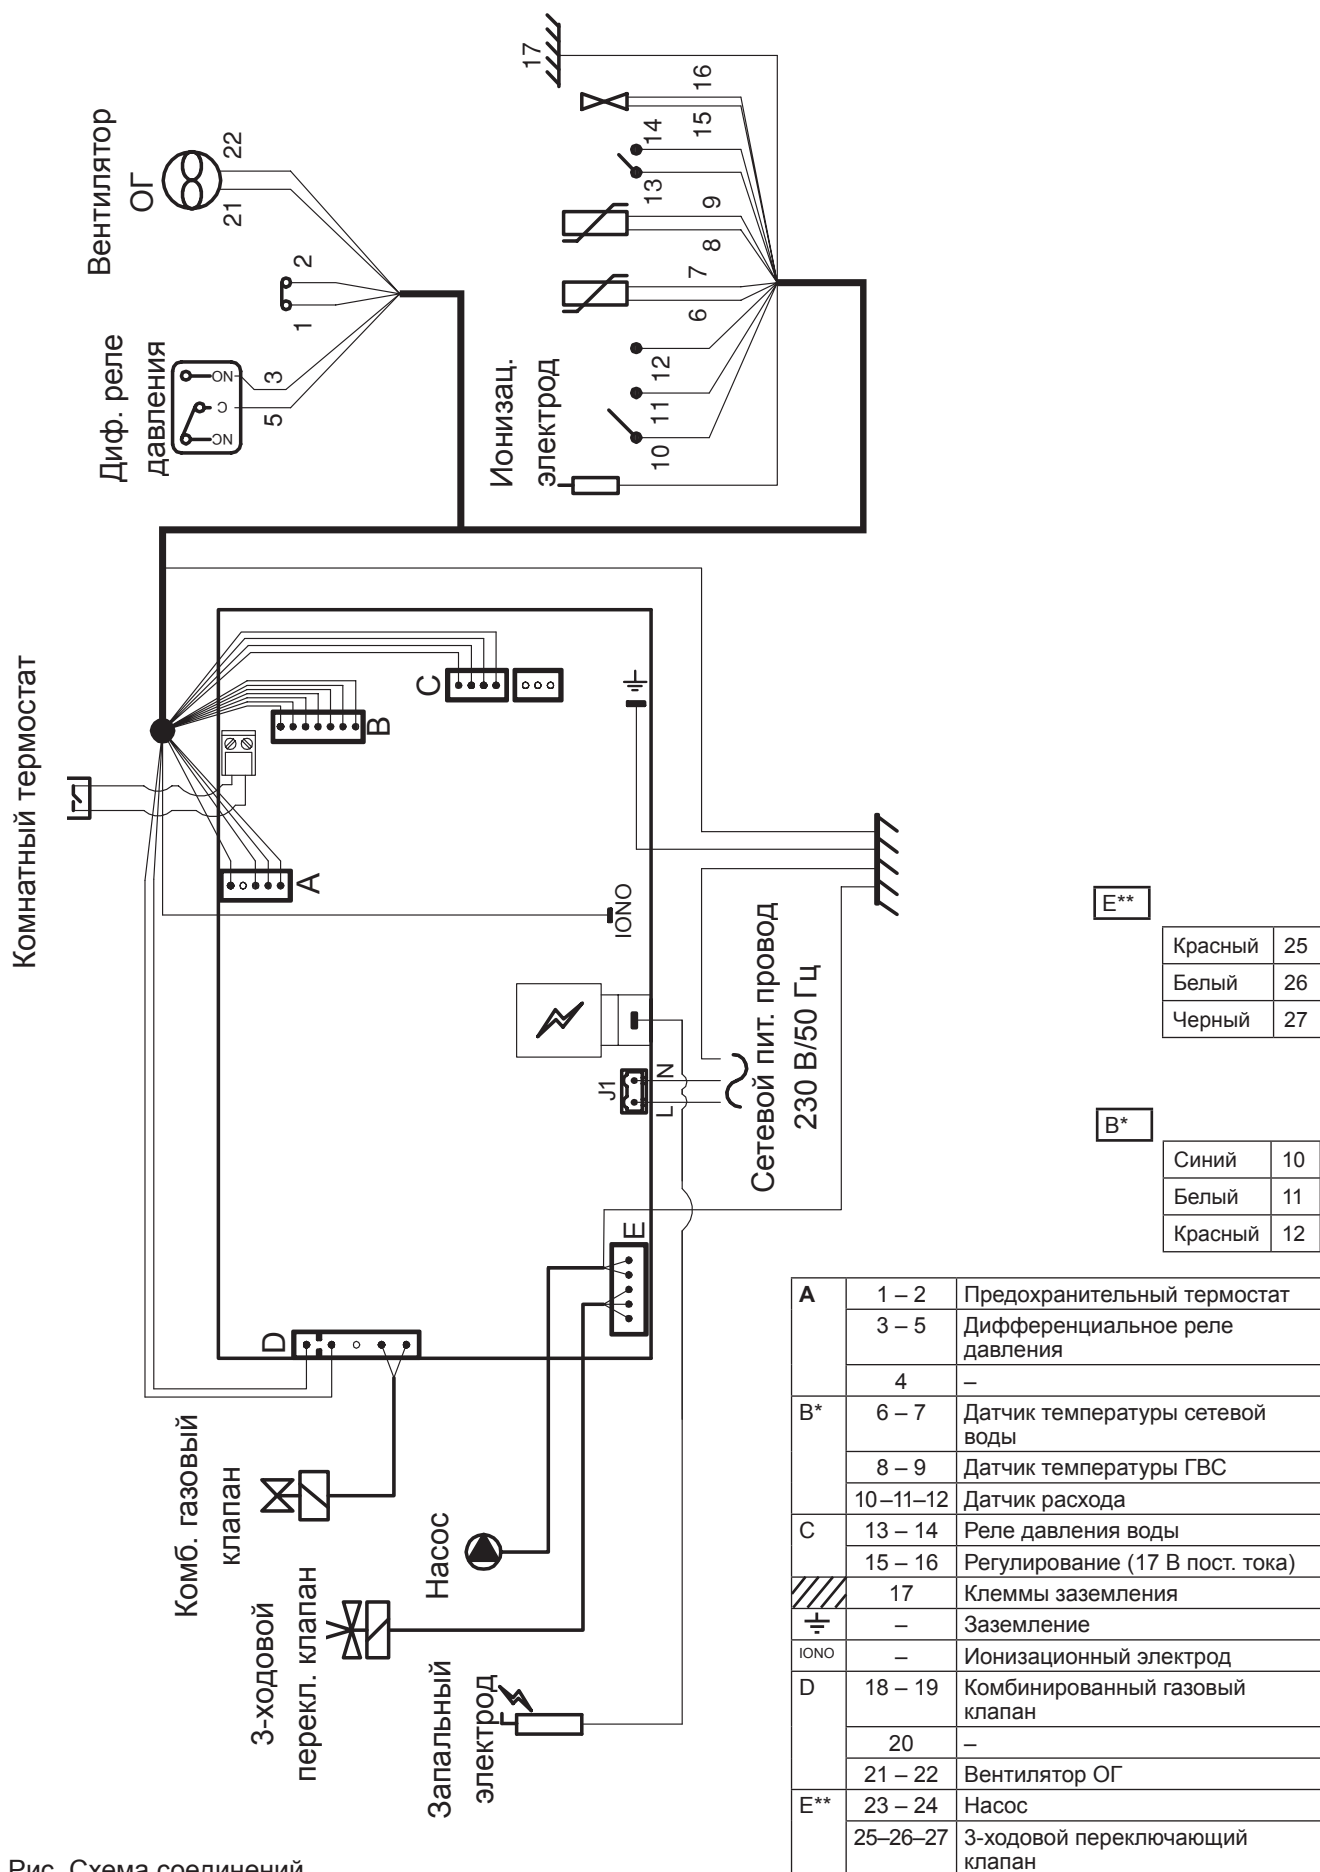 Комнатный термостат
Диф. реле
давления
NO
C
NC
3
5
1
2
Вентилятор
ОГ
21
22
Ионизац.
электрод
10
11
12
6
7
8
9
13
14
15
16
17
A
B
C
IONO
J1
L
N
Сетевой пит. провод
230 В/50 Гц
D
E
Комб. газовый
клапан
3-ходовой
перекл. клапан
Насос
Запальный
электрод
E**
Красный 25
Белый 26
Черный 27
B*
Синий 10
Белый 11
Красный 12
A 1 – 2 Предохранительный термостат
3 – 5 Дифференциальное реле
давления
4 –
B* 6 – 7 Датчик температуры сетевой
воды
8 – 9 Датчик температуры ГВС
10–11–12 Датчик расхода
C 13 – 14 Реле давления воды
15 – 16 Регулирование (17 В пост. тока)
17 Клеммы заземления
– Заземление
IONO – Ионизационный электрод
D 18 – 19 Комбинированный газовый
клапан
20 –
21 – 22 Вентилятор ОГ
E** 23 – 24 Насос
25–26–27 3-ходовой переключающий
клапан
Рис. Схема соединений